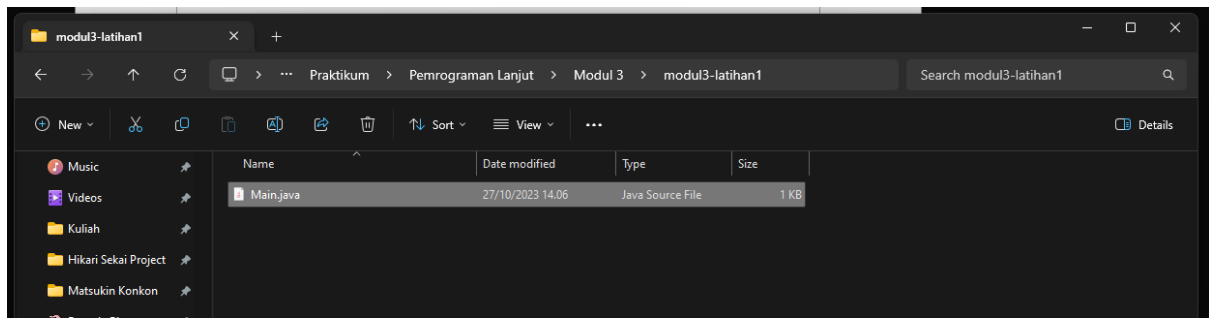 modul3-latihan1
Praktikum > Pemrograman Lanjut > Modul 3 > modul3-latihan1
Search modul3-latihan1
New
Sort
View
Details
Name Date modified Type Size
Music
Main.java 27/10/2023 14.06 Java Source File 1 KB
Videos
Kuliah
Hikari Sekai Project
Matsukin Konkon